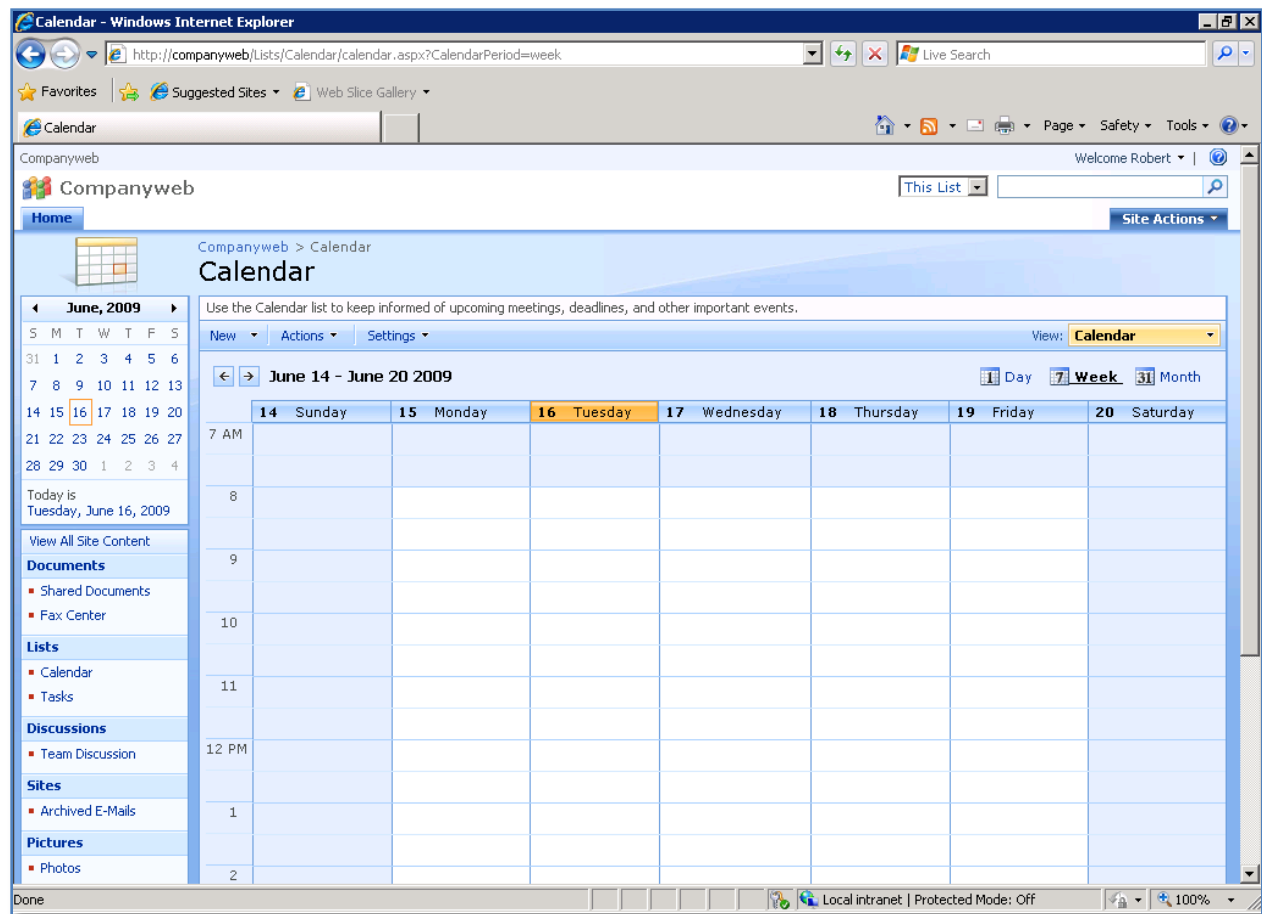 Calendar - Windows Internet Explorer
http://companyweb/Lists/Calendar/calendar.aspx?CalendarPeriod=week
Live Search
Favorites Suggested Sites Web Slice Gallery
Calendar
Page Safety Tools
Companyweb
Welcome Robert |
Companyweb
This List
Home
Site Actions
Companyweb > Calendar
Calendar
June, 2009
S M T W T F S
31 1 2 3 4 5 6
7 8 9 10 11 12 13
14 15 16 17 18 19 20
21 22 23 24 25 26 27
28 29 30 1 2 3 4
Today is
Tuesday, June 16, 2009
View All Site Content
Documents
Shared Documents
Fax Center
Lists
Calendar
Tasks
Discussions
Team Discussion
Sites
Archived E-Mails
Pictures
Photos
Use the Calendar list to keep informed of upcoming meetings, deadlines, and other important events.
New Actions Settings
View: Calendar
June 14 - June 20 2009
1 Day 7 Week 31 Month
14 Sunday 15 Monday 16 Tuesday 17 Wednesday 18 Thursday 19 Friday 20 Saturday
7 AM
8
9
10
11
12 PM
1
2
Done
Local intranet | Protected Mode: Off
100%